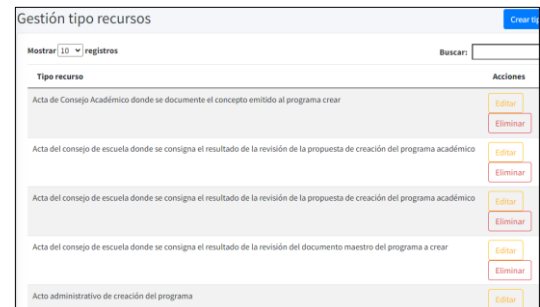 Gestión tipo recursos
Crear
Mostrar 10 registros
Buscar:
Tipo recurso Acciones
Acta de Consejo Académico donde se documente el concepto emitido al programa crear
Editar
Eliminar
Acta del consejo de escuela donde se consigna el resultado de la revisión de la propuesta de creación del programa académico
Editar
Eliminar
Acta del consejo de escuela donde se consigna el resultado de la revisión de la propuesta de creación del programa académico
Editar
Eliminar
Acta del consejo de escuela donde se consigna el resultado de la revisión del documento maestro del programa a crear
Editar
Eliminar
Acto administrativo de creación del programa
Editar